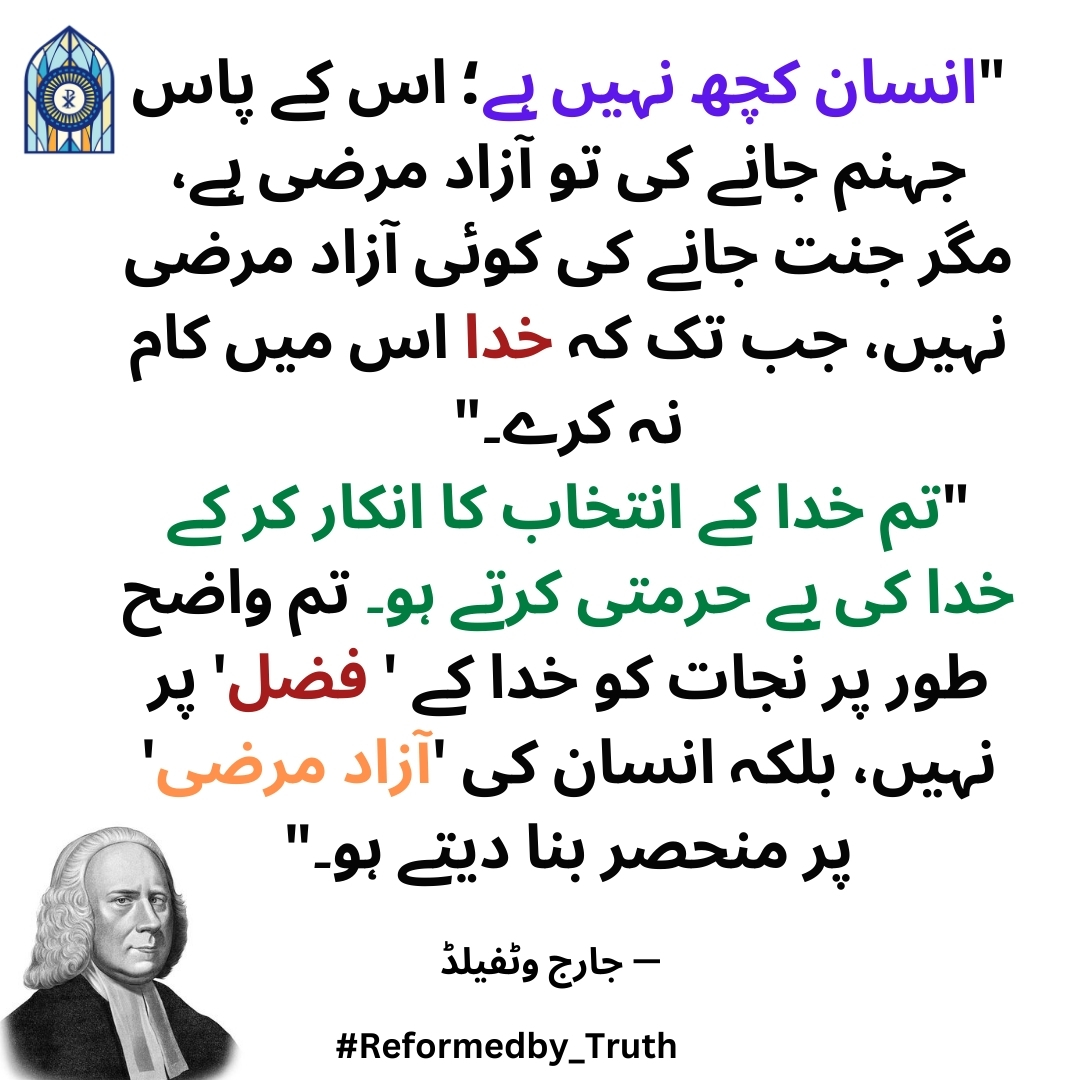 "انسان کچھ نہیں ہے؛ اس کے پاس
جہنم جانے کی تو آزاد مرضی ہے،
مگر جنت جانے کی کوئی آزاد مرضی
نہیں، جب تک کہ خدا اس میں کام
نہ کرے۔"
"تم خدا کے انتخاب کا انکار کر کے
خدا کی بے حرمتی کرتے ہو۔ تم واضح
طور پر نجات کو خدا کے ' فضل' پر
نہیں، بلکہ انسان کی 'آزاد مرضی'
پر منحصر بنا دیتے ہو۔"
— جارج وٹفیلڈ
#Reformedby_Truth